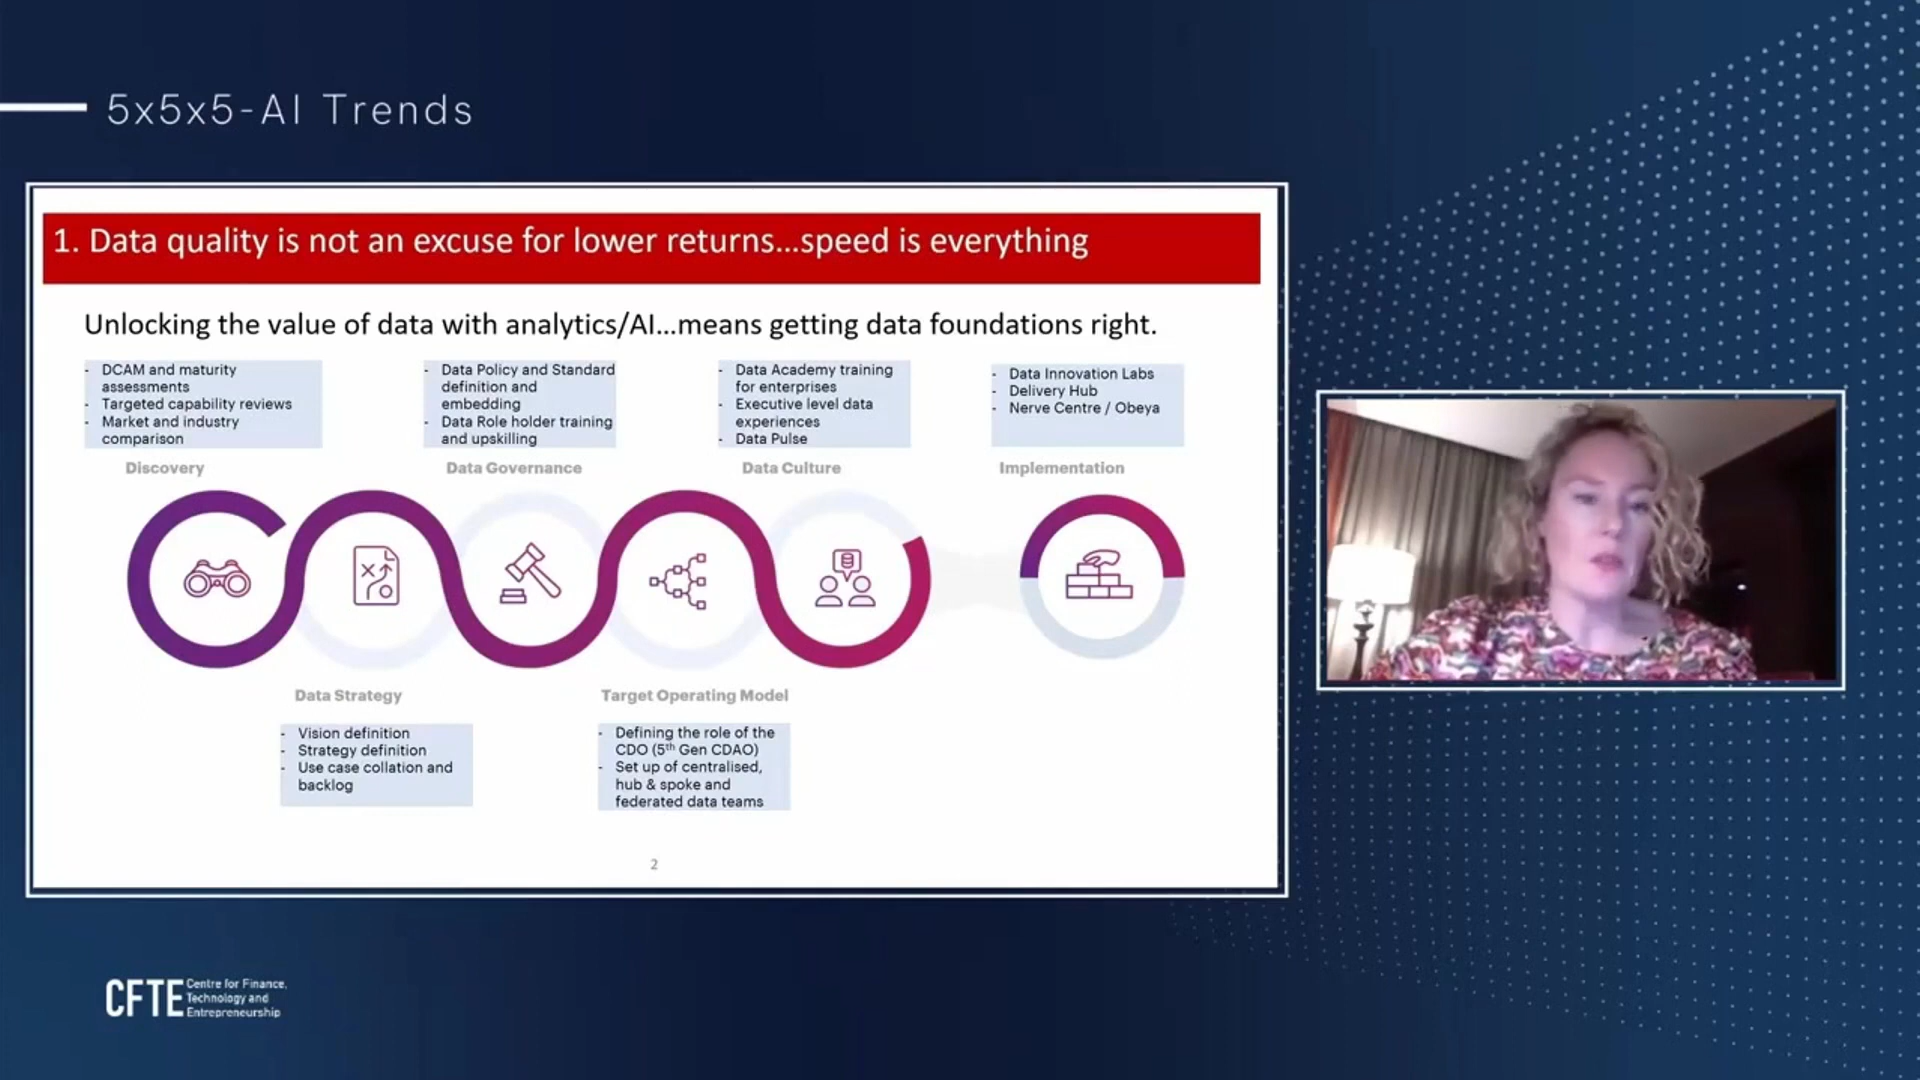 5x5x5-AI Trends
1. Data quality is not an excuse for lower returns...speed is everything
Unlocking the value of data with analytics/AI...means getting data foundations right.
- DCAM and maturity
assessments
- Targeted capability reviews
- Market and industry
comparison
Discovery
- Data Policy and Standard
definition and
embedding
- Data Role holder training
and upskilling
Data Governance
- Data Academy training
for enterprises
- Executive level data
experiences
- Data Pulse
Data Culture
- Data Innovation Labs
- Delivery Hub
- Nerve Centre / Obeya
Implementation
Data Strategy
- Vision definition
- Strategy definition
- Use case collation and
backlog
Target Operating Model
- Defining the role of the
CDO (5th Gen CDAO)
- Set up of centralised,
hub & spoke and
federated data teams
2
CFTE
Centre for Finance,
Technology and
Entrepreneurship